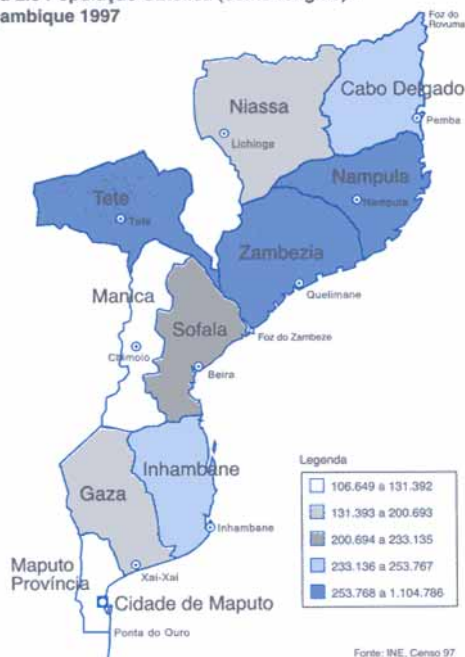 ambique 1997
Foz do
Rovuma
Cabo Delgado
Niassa
Pemba
Lichinga
Nampula
Nampula
Tete
Tete
Zambezia
Manica
Quelimane
Sofala
Foz do Zambeze
Chimoio
Beira
Inhambane
Gaza
Inhambane
Maputo
Província
Xai-Xai
Cidade de Maputo
Ponta do Ouro
Legenda
106.649 a 131.392
131.393 a 200.693
200.694 a 233.135
233.136 a 253.767
253.768 a 1.104.786
Fonte: INE, Censo 97